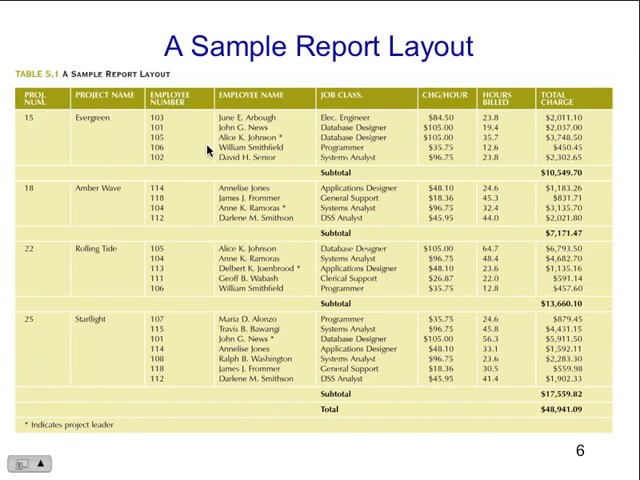 A Sample Report Layout
TABLE 5.1 A SAMPLE REPORT LAYOUT
PROJ. NUM. PROJECT NAME EMPLOYEE NUMBER EMPLOYEE NAME JOB CLASS. CHG/HOUR HOURS BILLED TOTAL CHARGE
15 Evergreen 103 June E. Arbough Elec. Engineer $84.50 23.8 $2,011.10
101 John G. News Database Designer $105.00 19.4 $2,037.00
105 Alice K. Johnson * Database Designer $105.00 35.7 $3,748.50
106 William Smithfield Programmer $35.75 12.6 $450.45
102 David H. Senior Systems Analyst $96.75 23.8 $2,302.65
Subtotal $10,549.70
18 Amber Wave 114 Annelise Jones Applications Designer $48.10 24.6 $1,183.26
118 James J. Frommer General Support $18.36 45.3 $831.71
104 Anne K. Ramoras * Systems Analyst $96.75 32.4 $3,135.70
112 Darlene M. Smithson DSS Analyst $45.95 44.0 $2,021.80
Subtotal $7,171.47
22 Rolling Tide 105 Alice K. Johnson Database Designer $105.00 64.7 $6,793.50
104 Anne K. Ramoras Systems Analyst $96.75 48.4 $4,682.70
113 Delbert K. Joenbrood * Applications Designer $48.10 23.6 $1,135.16
111 Geoff B. Wabash Clerical Support $26.87 22.0 $591.14
106 William Smithfield Programmer $35.75 12.8 $457.60
Subtotal $13,660.10
25 Starflight 107 Maria D. Alonzo Programmer $35.75 24.6 $879.45
115 Travis B. Bawangi Systems Analyst $96.75 45.8 $4,431.15
101 John G. News * Database Designer $105.00 56.3 $5,911.50
114 Annelise Jones Applications Designer $48.10 33.1 $1,592.11
108 Ralph B. Washington Systems Analyst $96.75 23.6 $2,283.30
118 James J. Frommer General Support $18.36 30.5 $559.98
112 Darlene M. Smithson DSS Analyst $45.95 41.4 $1,902.33
Subtotal $17,559.82
Total $48,941.09
* Indicates project leader
6